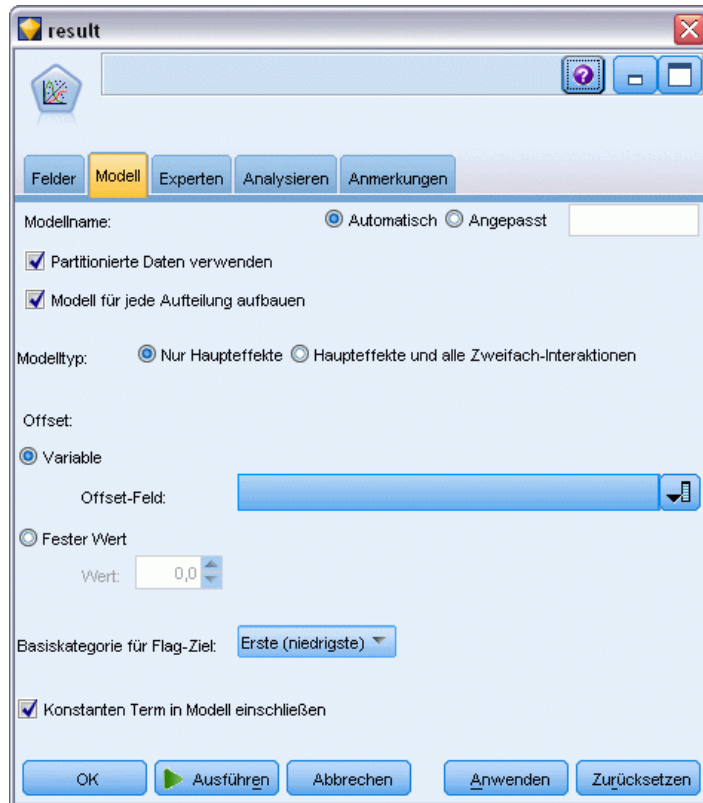 result
Felder Modell Experten Analysieren Anmerkungen
Modellname: Automatisch Angepasst
Partitionierte Daten verwenden
Modell für jede Aufteilung aufbauen
Modelltyp: Nur Haupteffekte Haupteffekte und alle Zweifach-Interaktionen
Offset:
Variable
Offset-Feld:
Fester Wert
Wert: 0,0
Basiskategorie für Flag-Ziel: Erste (niedrigste)
Konstanten Term in Modell einschließen
OK Ausführen Abbrechen Anwenden Zurücksetzen